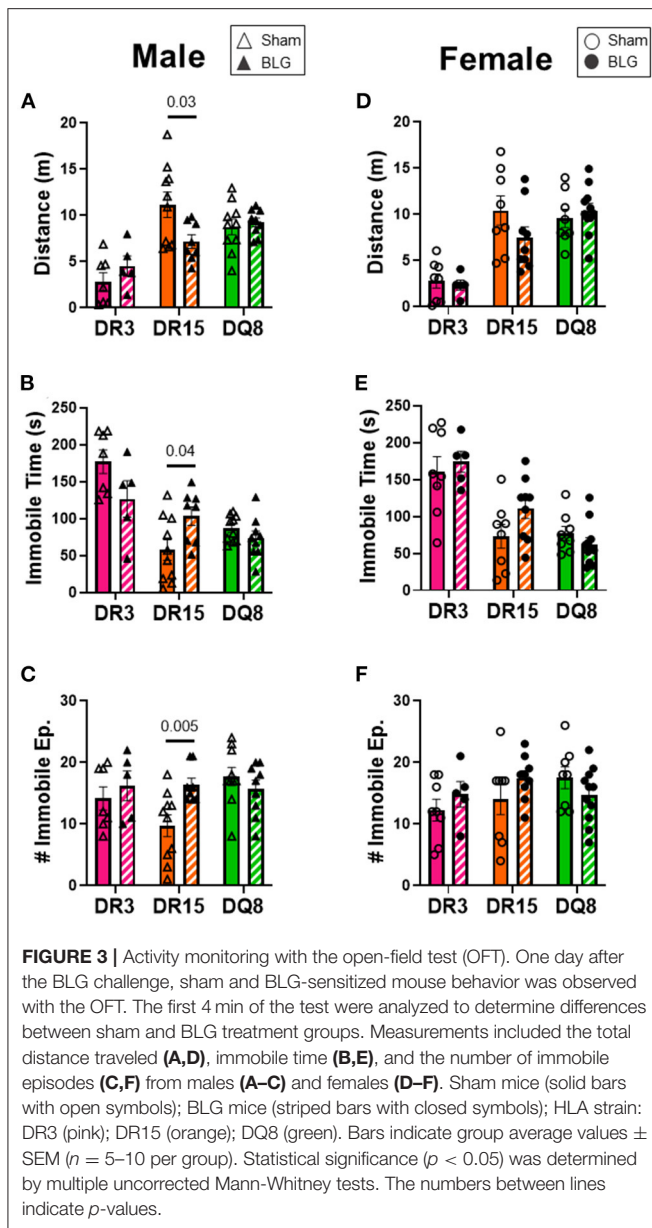 Male
△ Sham
▲ BLG
Female
○ Sham
● BLG
A
0.03
20
15
10
5
0
Distance (m)
DR3 DR15 DQ8
D
20
15
10
5
0
Distance (m)
DR3 DR15 DQ8
B
250
200
150
100
50
0
Immobile Time (s)
0.04
DR3 DR15 DQ8
E
250
200
150
100
50
0
Immobile Time (s)
DR3 DR15 DQ8
C
30
20
10
0
# Immobile Ep.
0.005
DR3 DR15 DQ8
F
30
20
10
0
# Immobile Ep.
DR3 DR15 DQ8
FIGURE 3 | Activity monitoring with the open-field test (OFT). One day after
the BLG challenge, sham and BLG-sensitized mouse behavior was observed
with the OFT. The first 4 min of the test were analyzed to determine differences
between sham and BLG treatment groups. Measurements included the total
distance traveled (A,D), immobile time (B,E), and the number of immobile
episodes (C,F) from males (A–C) and females (D–F). Sham mice (solid bars
with open symbols); BLG mice (striped bars with closed symbols); HLA strain:
DR3 (pink); DR15 (orange); DQ8 (green). Bars indicate group average values ±
SEM (n = 5–10 per group). Statistical significance (p < 0.05) was determined
by multiple uncorrected Mann-Whitney tests. The numbers between lines
indicate p-values.